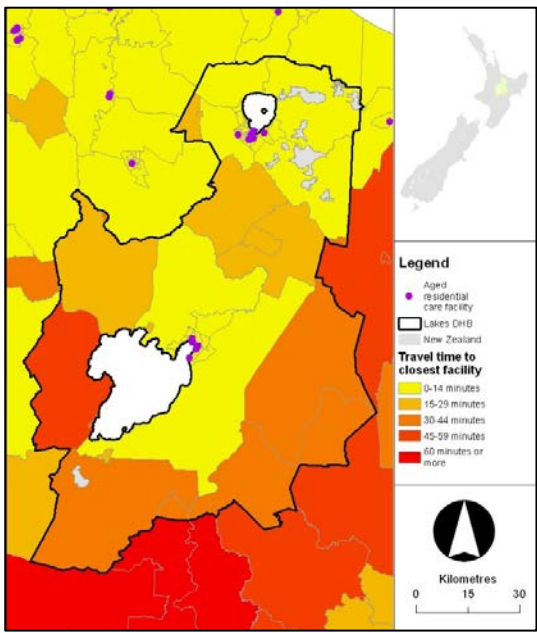 Legend
Aged
residential
care facility
Lakes DHB
New Zealand
Travel time to
closest facility
0-14 minutes
15-29 minutes
30-44 minutes
45-59 minutes
60 minutes or
more
Kilometres
0 15 30